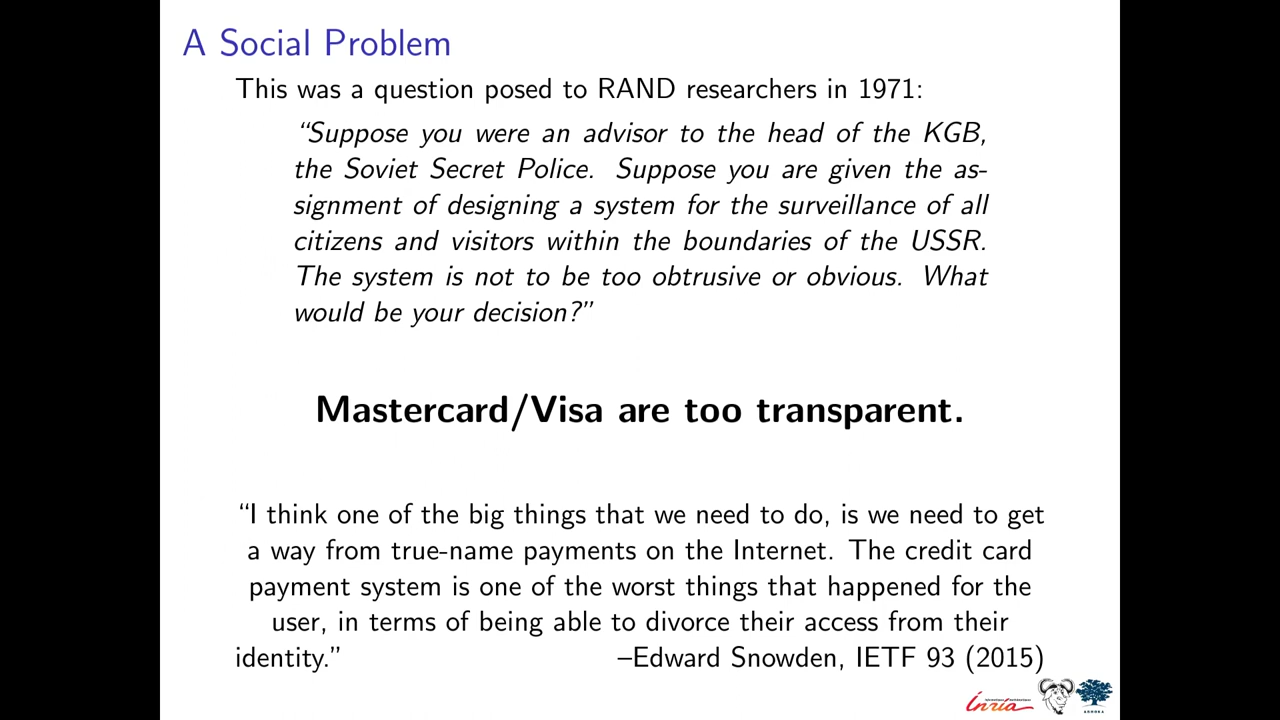 A Social Problem
This was a question posed to RAND researchers in 1971:
“Suppose you were an advisor to the head of the KGB,
the Soviet Secret Police. Suppose you are given the as-
signment of designing a system for the surveillance of all
citizens and visitors within the boundaries of the USSR.
The system is not to be too obtrusive or obvious. What
would be your decision?”
Mastercard/Visa are too transparent.
“I think one of the big things that we need to do, is we need to get
a way from true-name payments on the Internet. The credit card
payment system is one of the worst things that happened for the
user, in terms of being able to divorce their access from their
identity.” –Edward Snowden, IETF 93 (2015)
Inria
ASHOKA